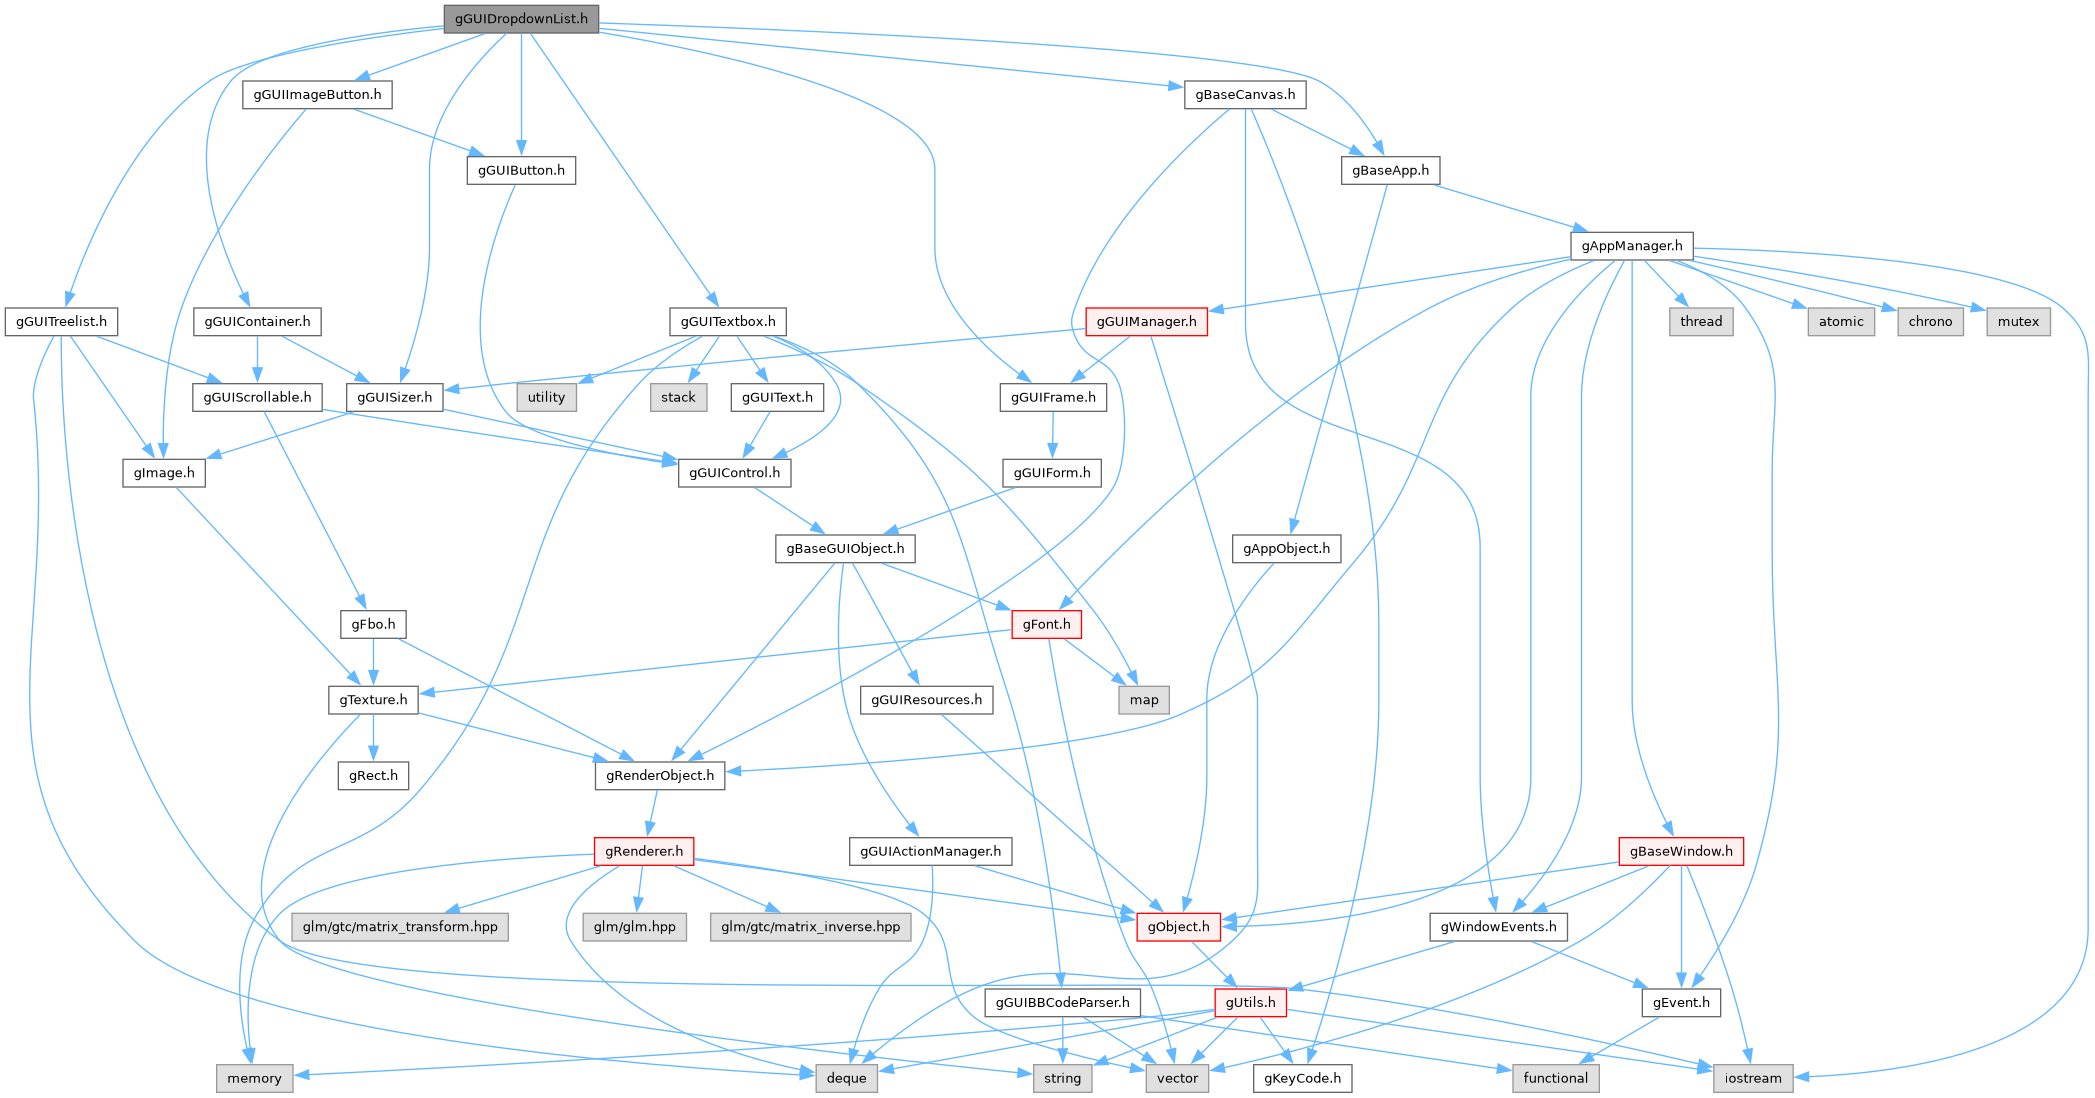 gGUIDropdownList.h
gGUIImageButton.h
gBaseCanvas.h
gGUIButton.h
gBaseApp.h
gAppManager.h
gGUITreelist.h
gGUIContainer.h
gGUITextbox.h
gGUIManager.h
thread
atomic
chrono
mutex
gGUIScrollable.h
gGUISizer.h
utility
stack
gGUIText.h
gGUIFrame.h
gImage.h
gGUIControl.h
gGUIForm.h
gBaseGUIObject.h
gAppObject.h
gFbo.h
gFont.h
gTexture.h
gGUIResources.h
map
gRect.h
gRenderObject.h
gRenderer.h
gGUIActionManager.h
gBaseWindow.h
glm/gtc/matrix_transform.hpp
glm/glm.hpp
glm/gtc/matrix_inverse.hpp
gObject.h
gWindowEvents.h
gGUIBBCodeParser.h
gUtils.h
gEvent.h
memory
deque
string
vector
gKeyCode.h
functional
iostream